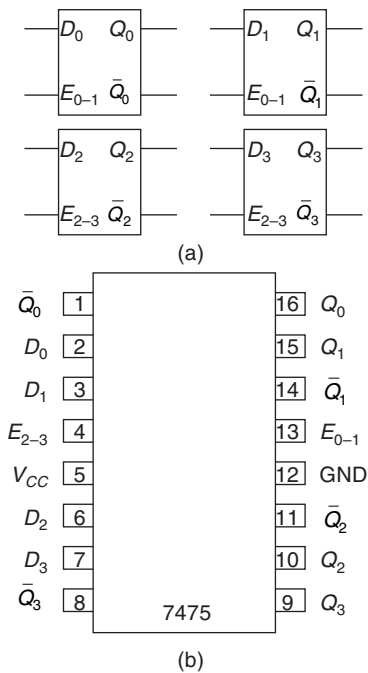 D₀ Q₀ D₁ Q₁
E₀₋₁ Q̄₀ E₀₋₁ Q̄₁
D₂ Q₂ D₃ Q₃
E₂₋₃ Q̄₂ E₂₋₃ Q̄₃
(a)
Q̄₀ 1 16 Q₀
D₀ 2 15 Q₁
D₁ 3 14 Q̄₁
E₂₋₃ 4 13 E₀₋₁
V_CC 5 12 GND
D₂ 6 11 Q̄₂
D₃ 7 10 Q₂
Q̄₃ 8 9 Q₃
7475
(b)